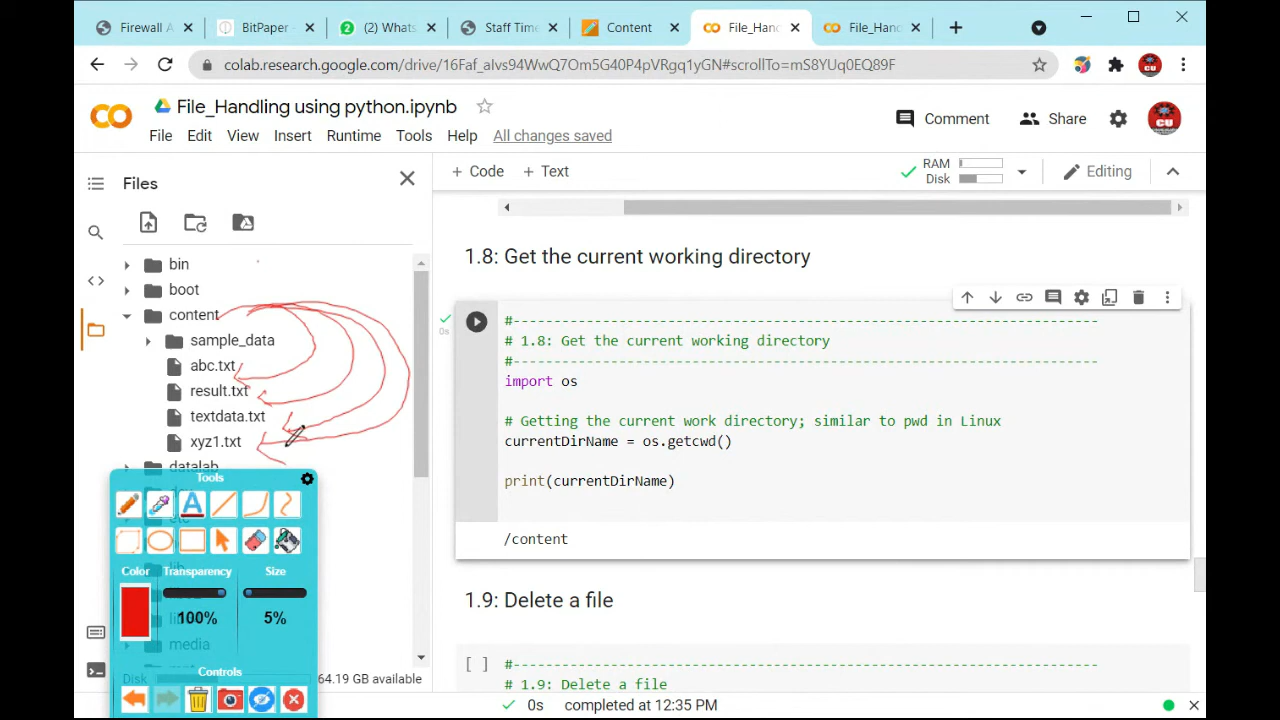 Firewall A
BitPaper -
(2) Whats
Staff Time
Content
File_Hand
File_Hand
colab.research.google.com/drive/16Faf_alvs94WwQ7Om5G40P4pVRgq1yGN#scrollTo=mS8YUq0EQ89F
File_Handling using python.ipynb
File Edit View Insert Runtime Tools Help All changes saved
Comment
Share
CU
Files
+ Code + Text
RAM
Disk
Editing
bin
boot
content
sample_data
abc.txt
result.txt
textdata.txt
xyz1.txt
datalab
media
Disk
64.19 GB available
Tools
Color
Transparency
Size
100%
5%
Controls
1.8: Get the current working directory
#---------------------------------------------------------------------------
# 1.8: Get the current working directory
#---------------------------------------------------------------------------
import os
# Getting the current work directory; similar to pwd in Linux
currentDirName = os.getcwd()
print(currentDirName)
0s
/content
1.9: Delete a file
[ ]
#---------------------------------------------------------------------------
# 1.9: Delete a file
0s completed at 12:35 PM